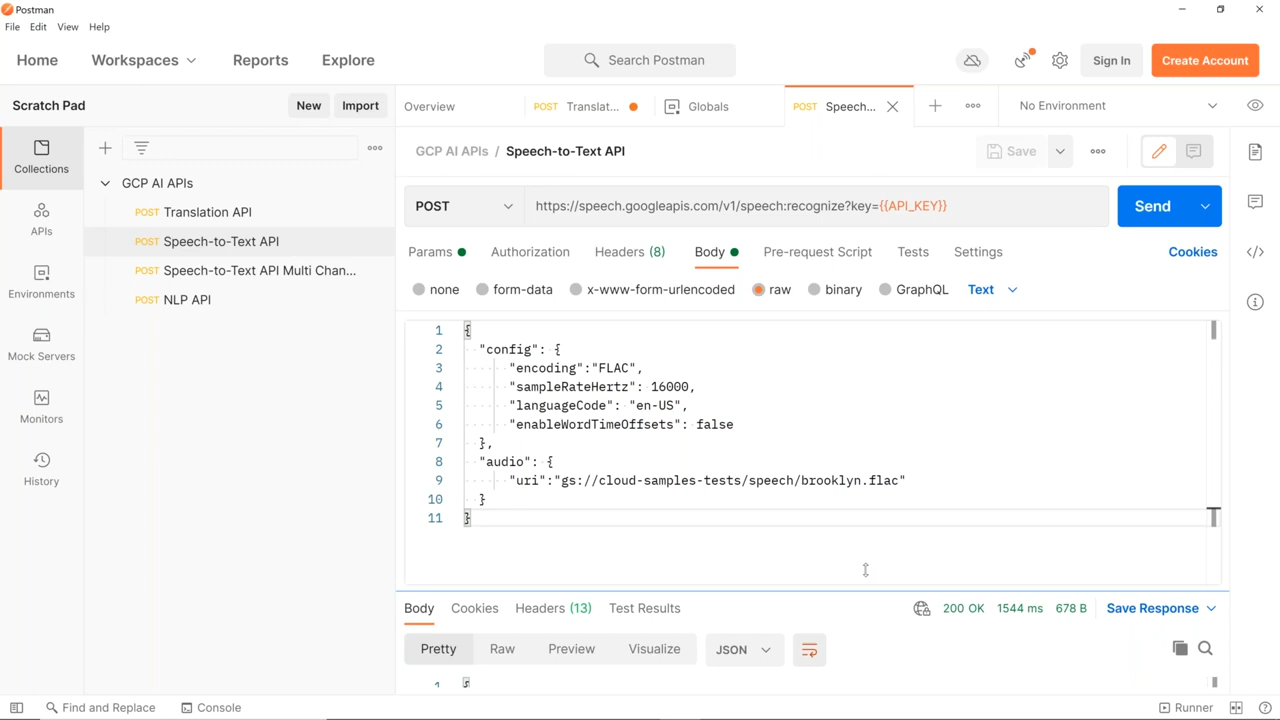 Postman
File Edit View Help
Home Workspaces Reports Explore Search Postman Sign In Create Account
Scratch Pad New Import Overview POST Translat... Globals POST Speech... No Environment
Collections
APIs
Environments
Mock Servers
Monitors
History
GCP AI APIs
POST Translation API
POST Speech-to-Text API
POST Speech-to-Text API Multi Chan...
POST NLP API
GCP AI APIs / Speech-to-Text API Save
POST https://speech.googleapis.com/v1/speech:recognize?key={{API_KEY}} Send
Params Authorization Headers (8) Body Pre-request Script Tests Settings Cookies
none form-data x-www-form-urlencoded raw binary GraphQL Text
1 {
2 "config": {
3 "encoding":"FLAC",
4 "sampleRateHertz": 16000,
5 "languageCode": "en-US",
6 "enableWordTimeOffsets": false
7 },
8 "audio": {
9 "uri":"gs://cloud-samples-tests/speech/brooklyn.flac"
10 }
11 }
Body Cookies Headers (13) Test Results 200 OK 1544 ms 678 B Save Response
Pretty Raw Preview Visualize JSON
1 {
Find and Replace Console Runner